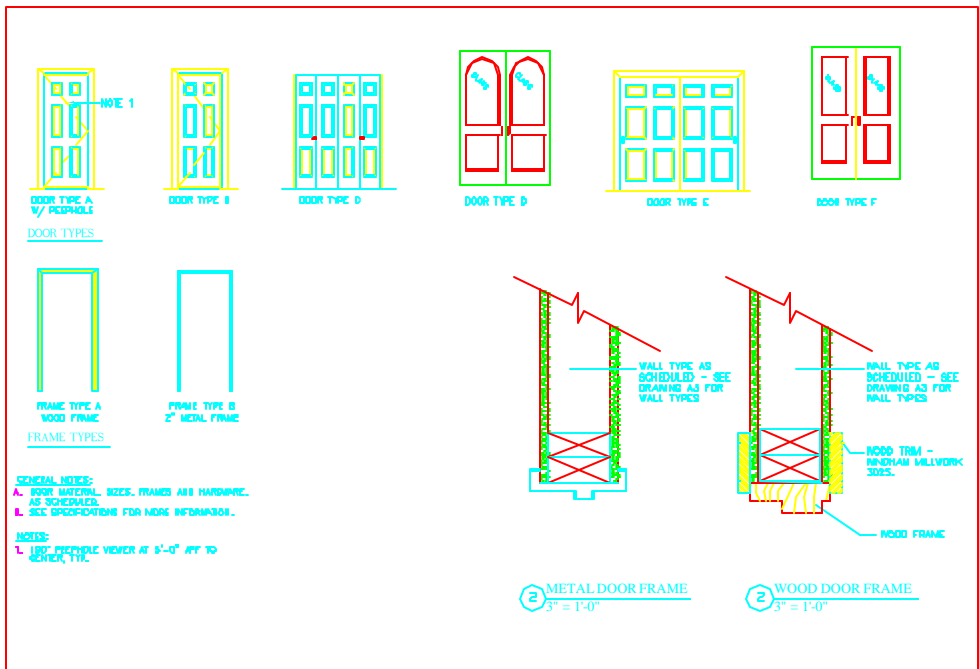 GLASS GLASS
GLASS GLASS
NOTE 1
DOOR TYPE A
W/ PEEPHOLE
DOOR TYPE B
DOOR TYPE D
DOOR TYPE D
DOOR TYPE E
DOOR TYPE F
DOOR TYPES
FRAME TYPE A
WOOD FRAME
FRAME TYPE B
2" METAL FRAME
FRAME TYPES
WALL TYPE AS
SCHEDULED - SEE
DRAWING A3 FOR
WALL TYPES
WALL TYPE AS
SCHEDULED - SEE
DRAWING A3 FOR
WALL TYPES
WOOD TRIM -
WINDHAM MILLWORK
WOOD FRAME
GENERAL NOTES:
A. DOOR MATERIAL, SIZES, FRAMES AND HARDWARE,
AS SCHEDULED.
B. SEE SPECIFICATIONS FOR MORE INFORMATION.
NOTES:
1. 180° PEEPHOLE VIEWER AT AFF TO
CENTER, TYP.
2 METAL DOOR FRAME
3" = 1'-0"
2 WOOD DOOR FRAME
3" = 1'-0"